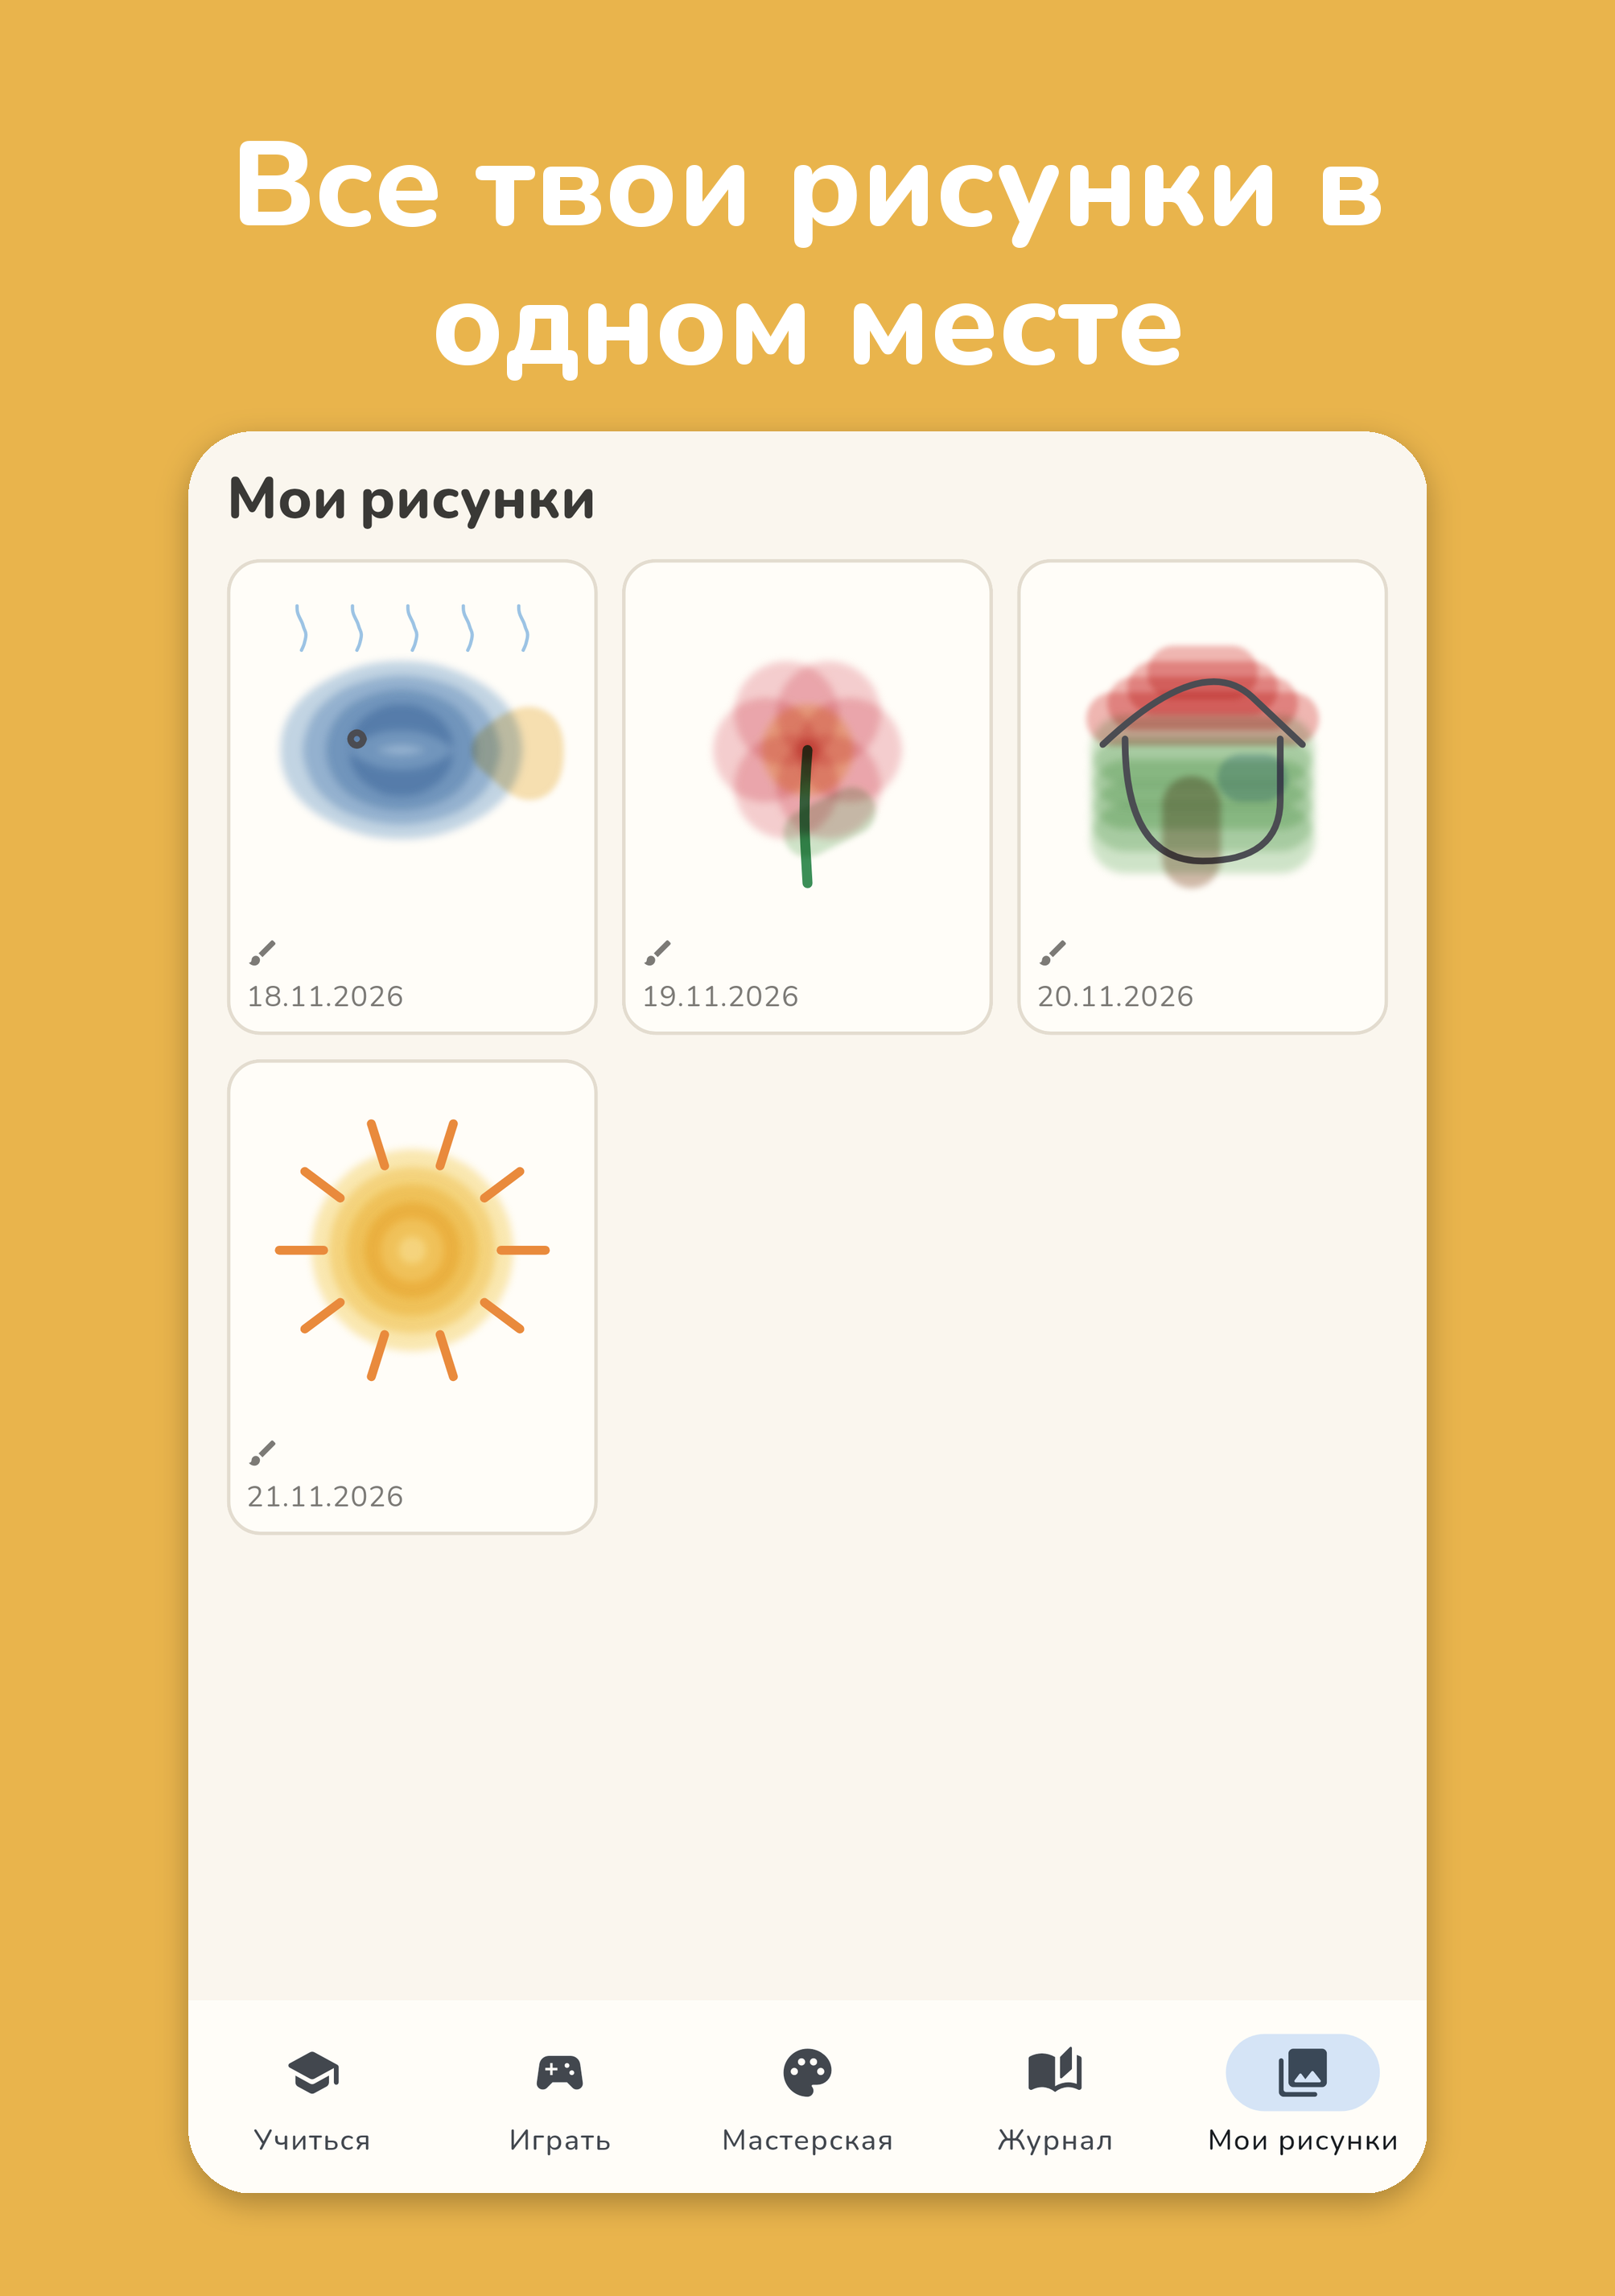 Все твои рисунки в
одном месте
Мои рисунки
18.11.2026
19.11.2026
20.11.2026
21.11.2026
Учиться
Играть
Мастерская
Журнал
Мои рисунки